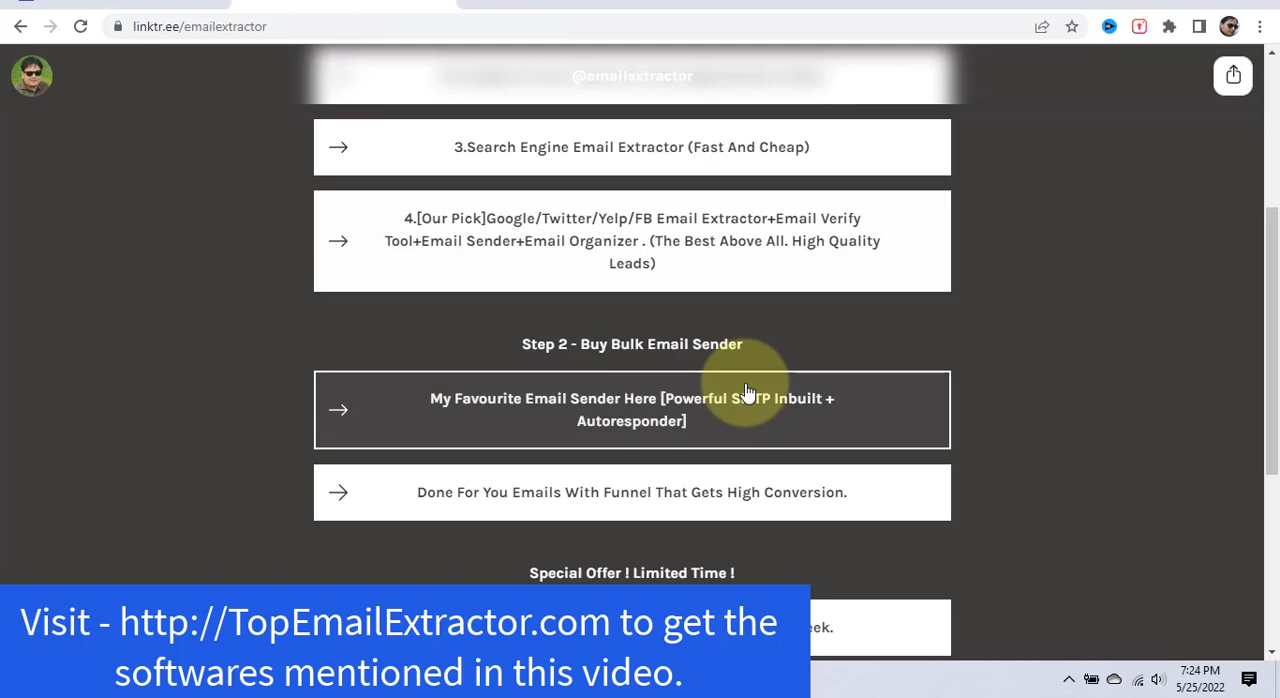 linktr.ee/emailextractor
@emailextractor
3.Search Engine Email Extractor (Fast And Cheap)
4.[Our Pick]Google/Twitter/Yelp/FB Email Extractor+Email Verify
Tool+Email Sender+Email Organizer . (The Best Above All. High Quality
Leads)
Step 2 - Buy Bulk Email Sender
My Favourite Email Sender Here [Powerful SMTP Inbuilt +
Autoresponder]
Done For You Emails With Funnel That Gets High Conversion.
Special Offer ! Limited Time !
eek.
Visit - http://TopEmailExtractor.com to get the
softwares mentioned in this video.
7:24 PM
5/25/2022